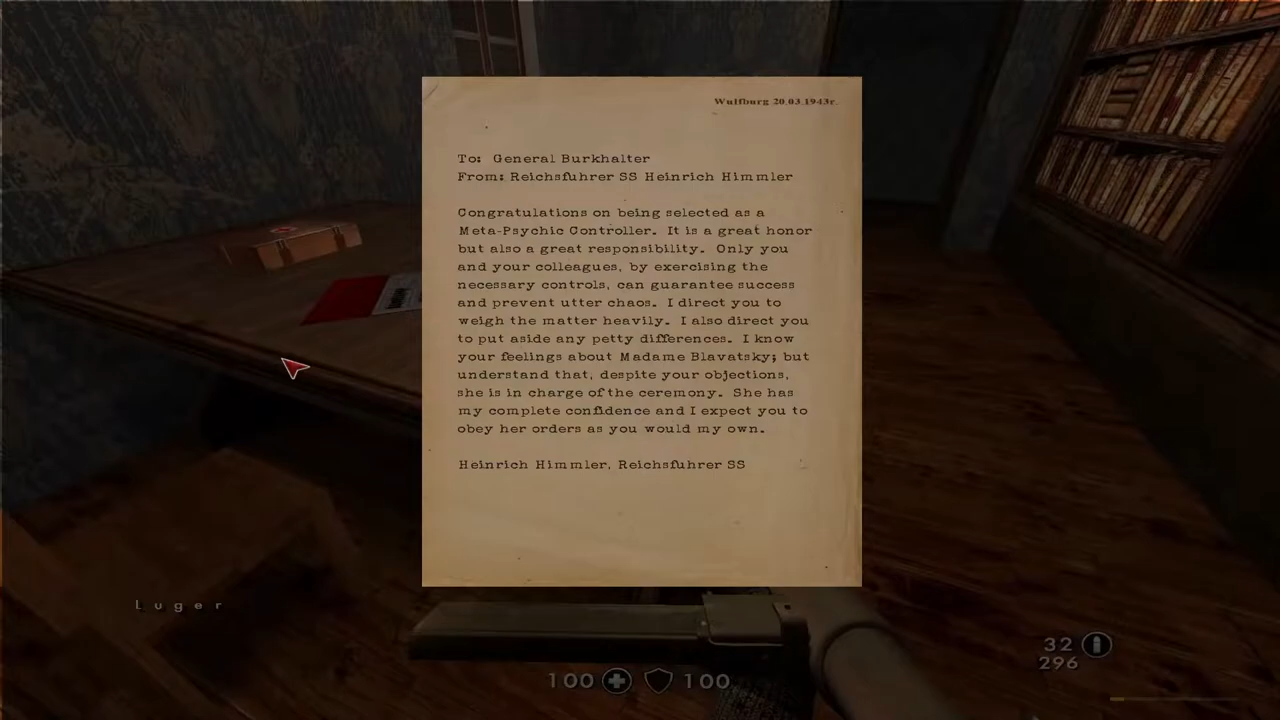 Wulfburg 20.03.1943r.
To: General Burkhalter
From: Reichsfuhrer SS Heinrich Himmler
Congratulations on being selected as a
Meta-Psychic Controller. It is a great honor
but also a great responsibility. Only you
and your colleagues, by exercising the
necessary controls, can guarantee success
and prevent utter chaos. I direct you to
weigh the matter heavily. I also direct you
to put aside any petty differences. I know
your feelings about Madame Blavatsky; but
understand that, despite your objections,
she is in charge of the ceremony. She has
my complete confidence and I expect you to
obey her orders as you would my own.
Heinrich Himmler, Reichsfuhrer SS
Luger
32
296
100 100